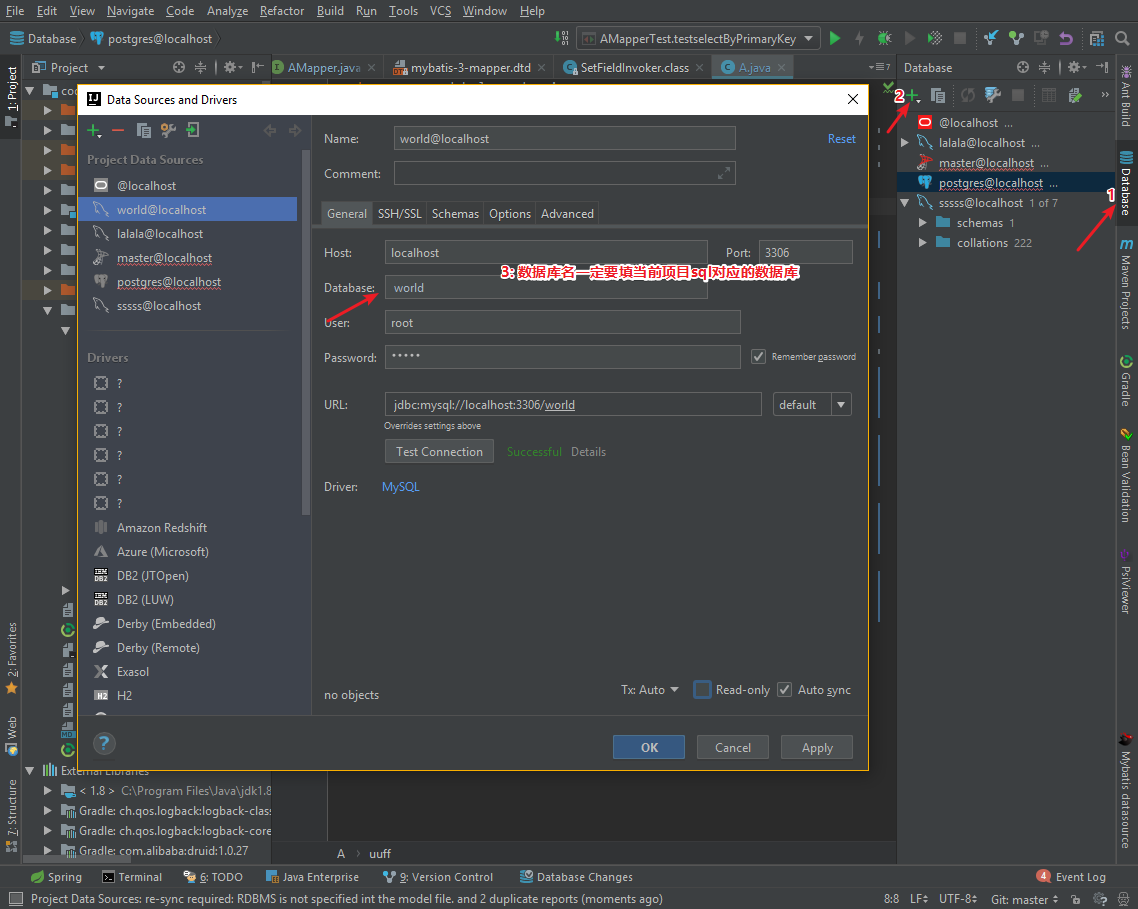 File Edit View Navigate Code Analyze Refactor Build Run Tools VCS Window Help
Database postgres@localhost AMapperTest.testselectByPrimaryKey
Project AMapper.java mybatis-3-mapper.dtd SetFieldInvoker.class A.java 7 Database
1: Project
Data Sources and Drivers
Project Data Sources
@localhost
world@localhost
lalala@localhost
master@localhost
postgres@localhost
sssss@localhost
Drivers
?
?
?
?
?
?
Amazon Redshift
Azure (Microsoft)
DB2 (JTOpen)
DB2 (LUW)
Derby (Embedded)
Derby (Remote)
Exasol
H2
Name: world@localhost Reset
Comment:
General SSH/SSL Schemas Options Advanced
Host: localhost Port: 3306
3: 数据库名一定要填当前项目sql对应的数据库
Database: world
User: root
Password: ***** Remember password
URL: jdbc:mysql://localhost:3306/world default
Overrides settings above
Test Connection Successful Details
Driver: MySQL
no objects Tx: Auto Read-only Auto sync
? OK Cancel Apply
2
@localhost ...
lalala@localhost ...
master@localhost ...
postgres@localhost ...
1
sssss@localhost 1 of 7
schemas 1
collations 222
Ant Build
Database
Maven Projects
Gradle
Bean Validation
PsiViewer
Mybatis datasource
2: Favorites
Web
7: Structure
External Libraries
< 1.8 > C:\Program Files\Java\jdk1.8
Gradle: ch.qos.logback:logback-clas
Gradle: ch.qos.logback:logback-core
Gradle: com.alibaba:druid:1.0.27
A uuff
Spring Terminal 6: TODO Java Enterprise 9: Version Control Database Changes 4 Event Log
Project Data Sources: re-sync required: RDBMS is not specified int the model file. and 2 duplicate reports (moments ago) 8:8 LF UTF-8 Git: master